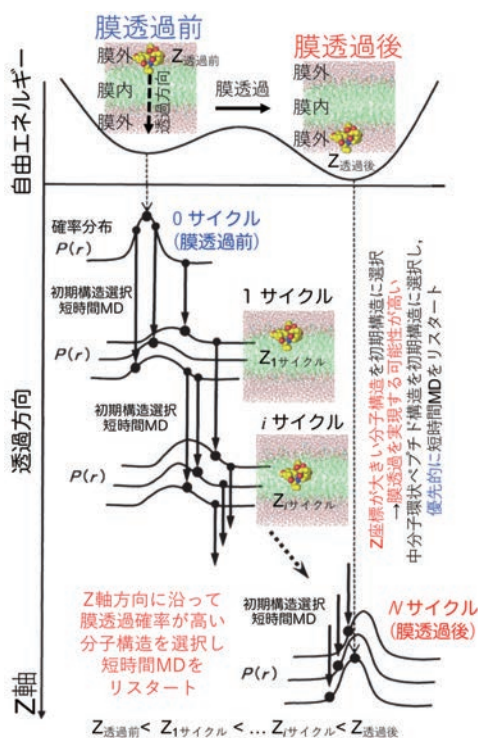 膜透過前
膜外
Z透過前
膜内
透過方向
膜外
膜透過
膜透過後
膜外
膜内
膜外
Z透過後
自由エネルギー
確率分布
P(r)
0 サイクル
(膜透過前)
初期構造選択
短時間MD
P(r)
1 サイクル
Z1サイクル
初期構造選択
短時間MD
P(r)
i サイクル
Ziサイクル
透過方向
Z座標が大きい分子構造を初期構造に選択
→膜透過を実現する可能性が高い
中分子環状ペプチド構造を初期構造に選択し,
優先的に短時間MDをリスタート
Z軸方向に沿って
膜透過確率が高い
分子構造を選択し
短時間MDを
リスタート
初期構造選択
短時間MD
P(r)
Nサイクル
(膜透過後)
Z軸
Z透過前< Z1サイクル< … Ziサイクル< Z透過後